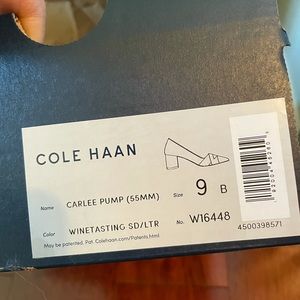 COLE HAAN
Name CARLEE PUMP (55MM) Size 9 B
Color WINETASTING SD/LTR No. W16448
May be patented. Pat. Colehaan.com/Patents.html
4500398571